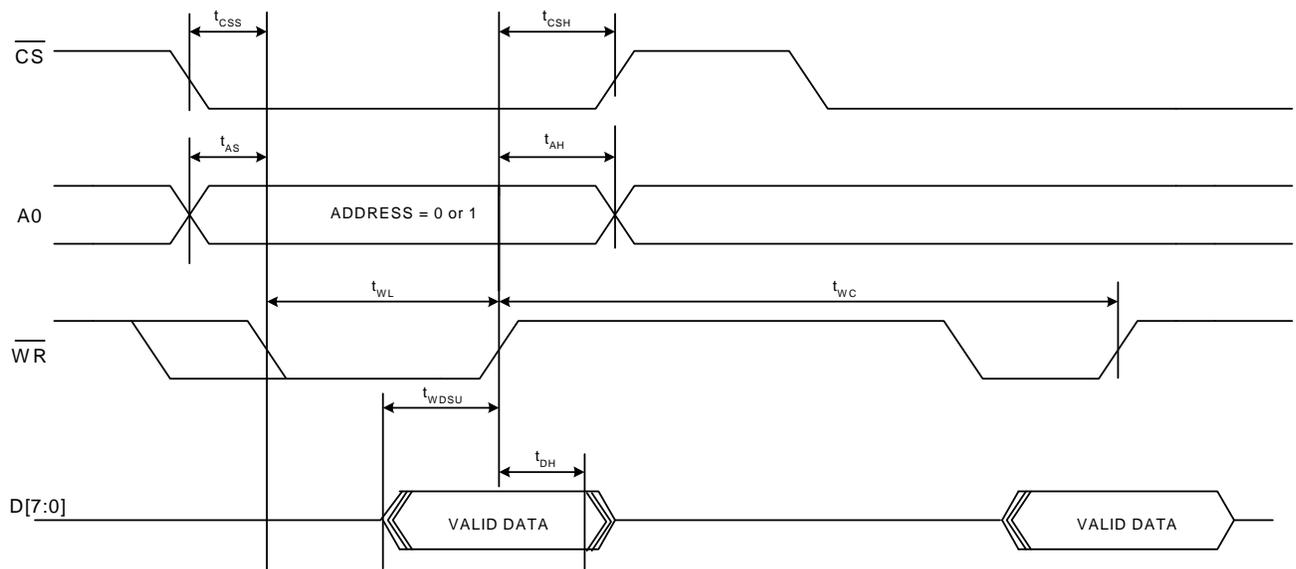 tCSS
tCSH
CS
tAS
tAH
A0
ADDRESS = 0 or 1
tWL
tWC
WR
tWDSU
tDH
D[7:0]
VALID DATA
VALID DATA